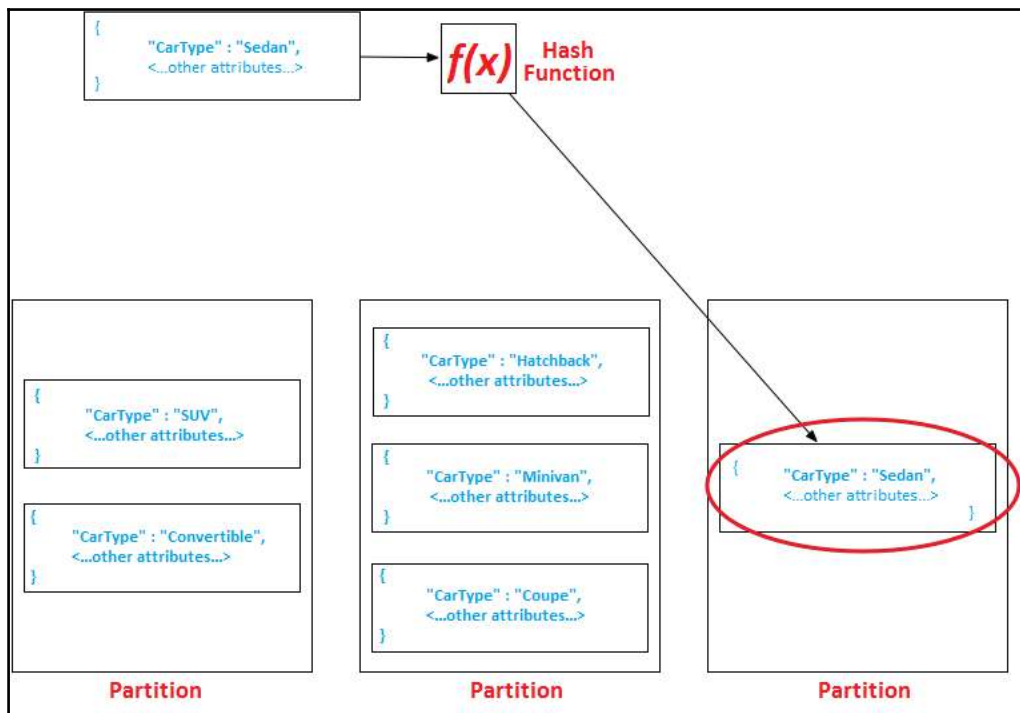 {
"CarType" : "Sedan",
<...other attributes...>
}
f(x)
Hash
Function
{
"CarType" : "SUV",
<...other attributes...>
}
{
"CarType" : "Convertible",
<...other attributes...>
}
Partition
{
"CarType" : "Hatchback",
<...other attributes...>
}
{
"CarType" : "Minivan",
<...other attributes...>
}
{
"CarType" : "Coupe",
<...other attributes...>
}
Partition
{ "CarType" : "Sedan",
<...other attributes...>
}
Partition